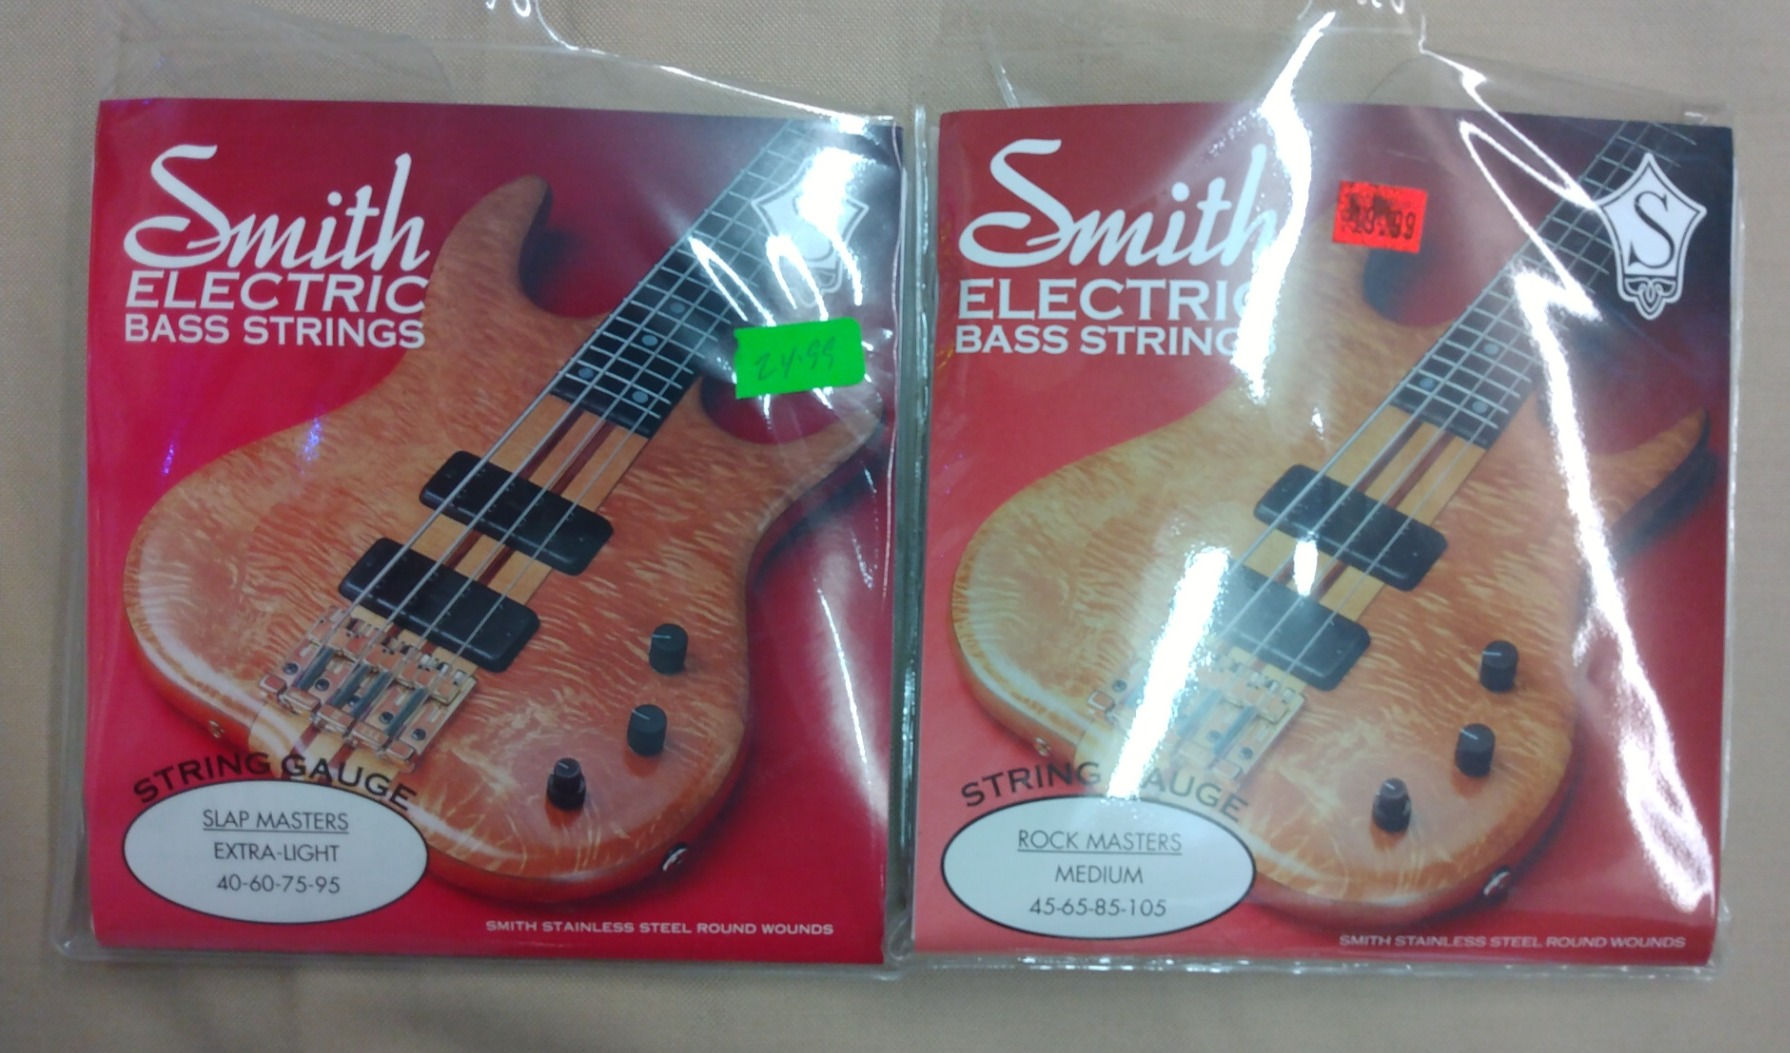 Smith
ELECTRIC
BASS STRINGS
24.99
STRING GAUGE
SLAP MASTERS
EXTRA-LIGHT
40-60-75-95
SMITH STAINLESS STEEL ROUND WOUNDS
Smith
ELECTRIC
BASS STRING
S
STRING GAUGE
ROCK MASTERS
MEDIUM
45-65-85-105
SMITH STAINLESS STEEL ROUND WOUNDS